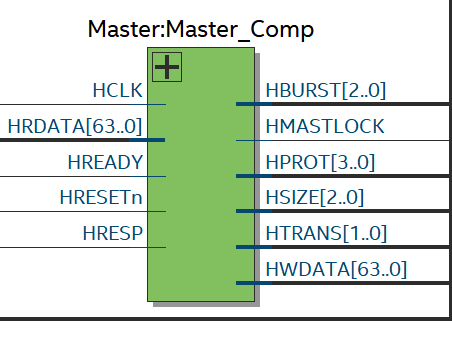 Master:Master_Comp
HCLK
HRDATA[63..0]
HREADY
HRESETn
HRESP
HBURST[2..0]
HMASTLOCK
HPROT[3..0]
HSIZE[2..0]
HTRANS[1..0]
HWDATA[63..0]